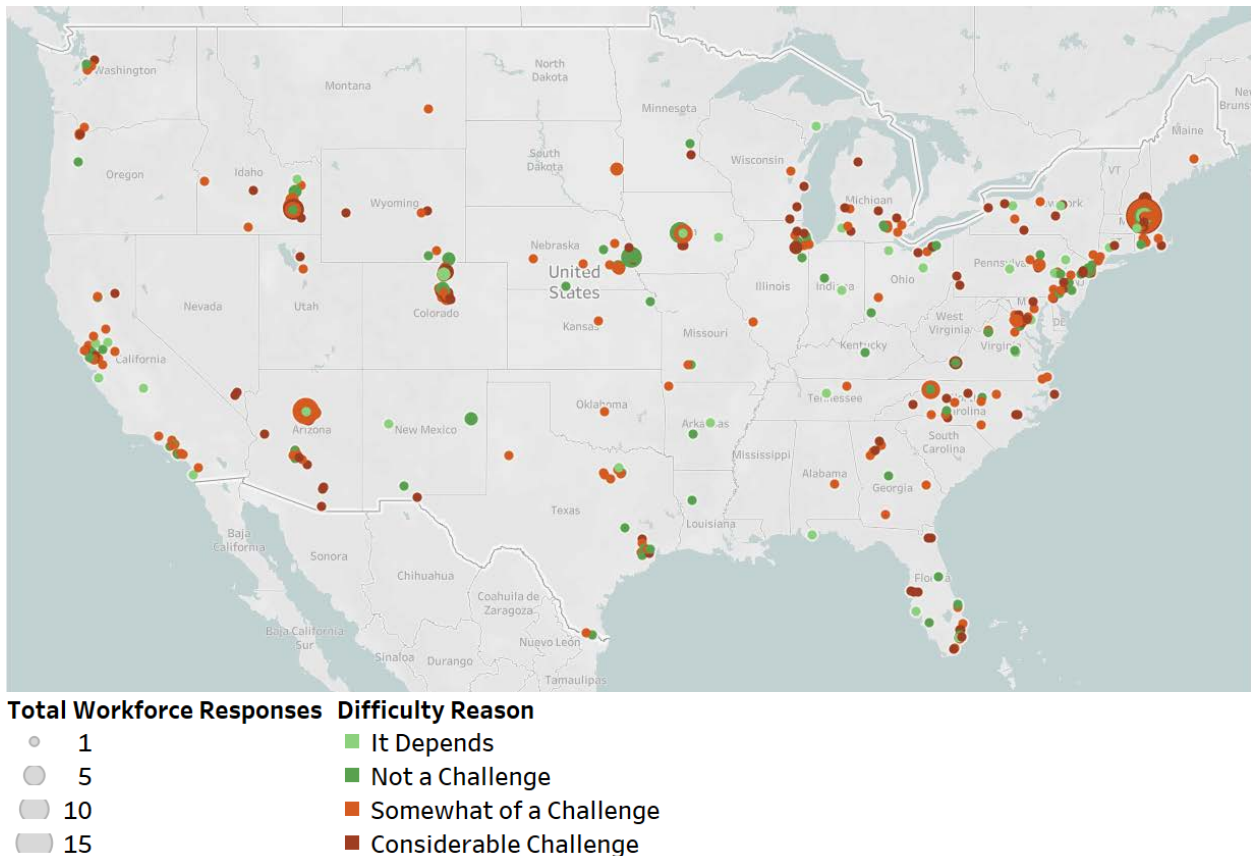 North
Dakota
Washington
Montana
Minnesota
New
Bruns
Maine
South
Dakota
Wisconsin
VT
Oregon
Idaho
Wyoming
Michigan
Nebraska
United
States
Pennsylvania
Ohio
Illinois
Indiana
NJ
Nevada
Utah
Colorado
Kansas
Missouri
West
Virginia
DE
Virginia
California
Kentucky
Oklahoma
Tennessee
Arizona
New Mexico
Arkansas
South
Carolina
Mississippi
Alabama
Georgia
Texas
Louisiana
Baja
California
Sonora
Chihuahua
Florida
Coahuila de
Zaragoza
Baja California
Sur
Nuevo León
Sinaloa
Durango
Tamaulipas
Total Workforce Responses
Difficulty Reason
1
It Depends
5
Not a Challenge
10
Somewhat of a Challenge
15
Considerable Challenge